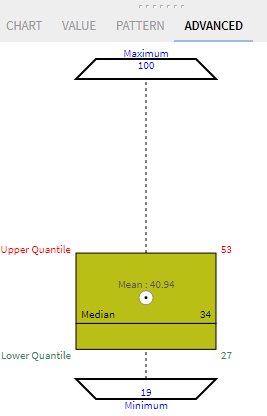 CHART VALUE PATTERN ADVANCED
Maximum
100
Upper Quantile 53
Mean : 40.94
Median 34
Lower Quantile 27
19
Minimum